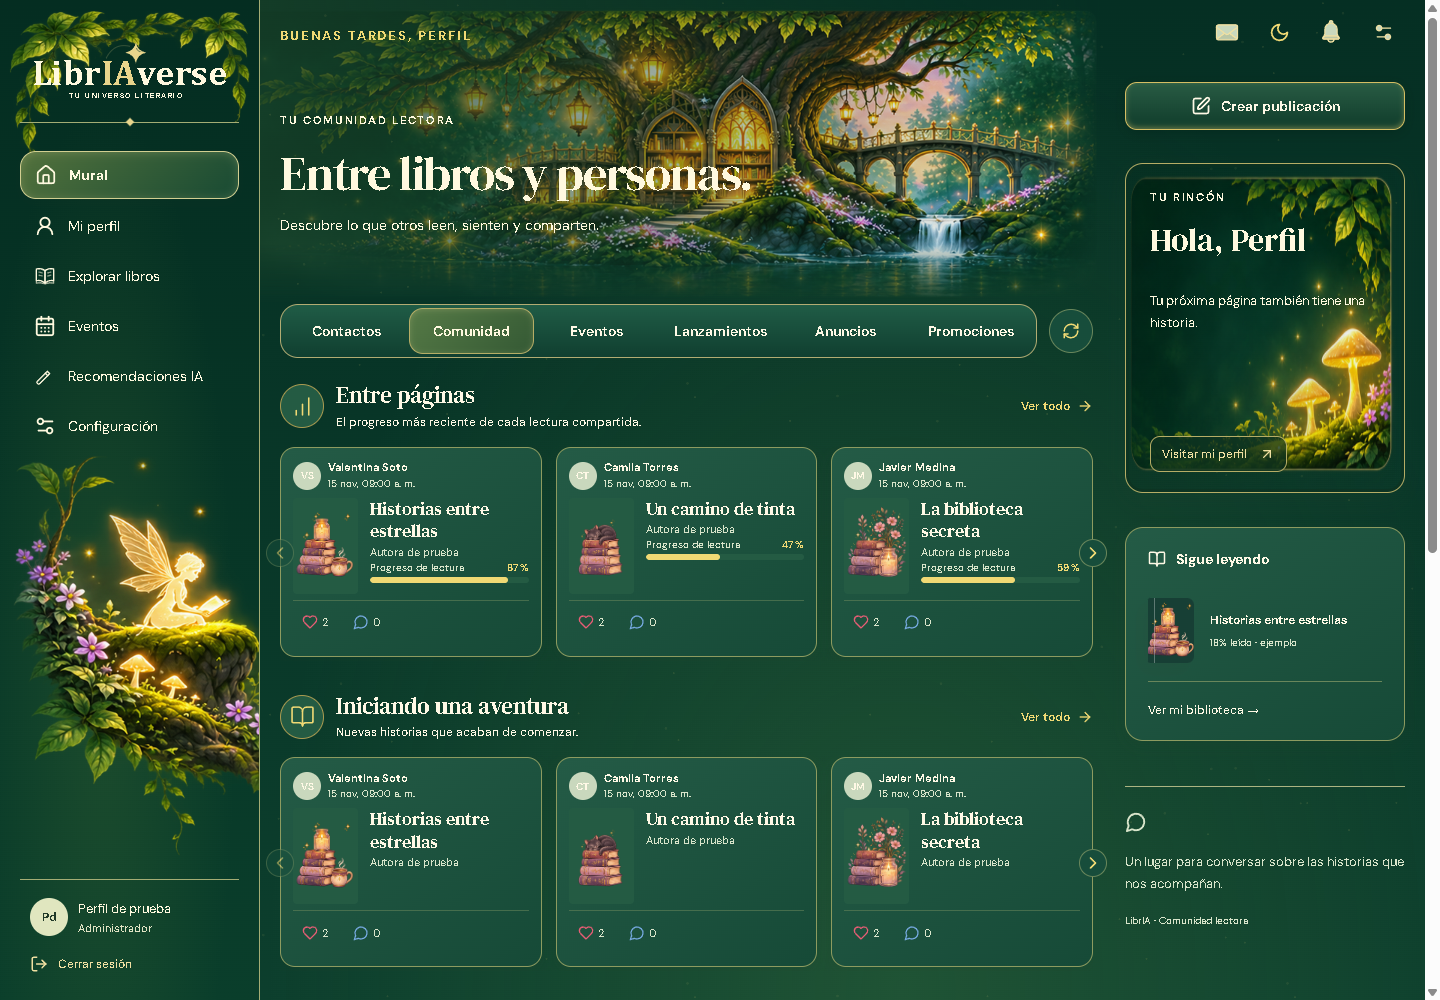 LibrIAverse
TU UNIVERSO LITERARIO
Mural
Mi perfil
Explorar libros
Eventos
Recomendaciones IA
Configuración
Pd
Perfil de prueba
Administrador
Cerrar sesión
BUENAS TARDES, PERFIL
TU COMUNIDAD LECTORA
Entre libros y personas.
Descubre lo que otros leen, sienten y comparten.
Contactos
Comunidad
Eventos
Lanzamientos
Anuncios
Promociones
Entre páginas
El progreso más reciente de cada lectura compartida.
Ver todo →
VS
Valentina Soto
15 nov, 09:00 a. m.
Historias entre
estrellas
Autora de prueba
Progreso de lectura 87%
2 0
CT
Camila Torres
15 nov, 09:00 a. m.
Un camino de tinta
Autora de prueba
Progreso de lectura 47%
2 0
JM
Javier Medina
15 nov, 09:00 a. m.
La biblioteca
secreta
Autora de prueba
Progreso de lectura 59%
2 0
Iniciando una aventura
Nuevas historias que acaban de comenzar.
Ver todo →
VS
Valentina Soto
15 nov, 09:00 a. m.
Historias entre
estrellas
Autora de prueba
2 0
CT
Camila Torres
15 nov, 09:00 a. m.
Un camino de tinta
Autora de prueba
2 0
JM
Javier Medina
15 nov, 09:00 a. m.
La biblioteca
secreta
Autora de prueba
2 0
Crear publicación
TU RINCÓN
Hola, Perfil
Tu próxima página también tiene una
historia.
Visitar mi perfil
Sigue leyendo
Historias entre estrellas
18% leído · ejemplo
Ver mi biblioteca →
Un lugar para conversar sobre las historias que
nos acompañan.
LibrIA · Comunidad lectora